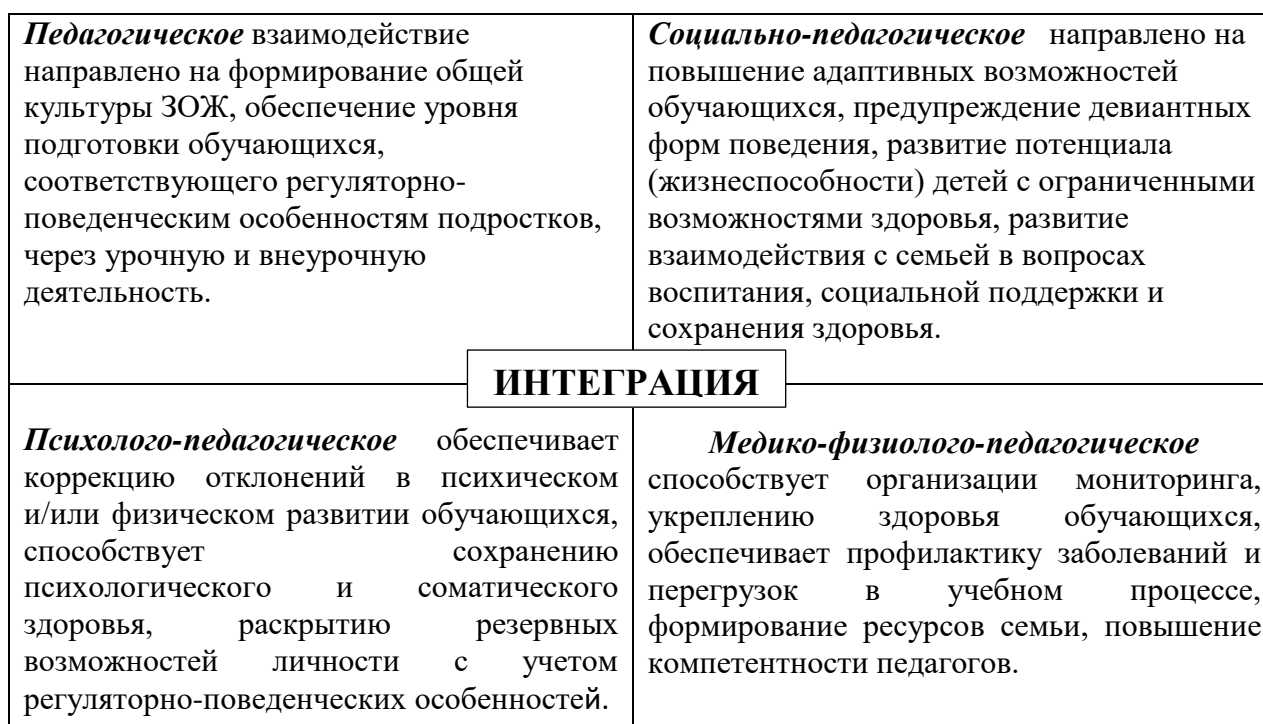 Педагогическое взаимодействие
направлено на формирование общей
культуры ЗОЖ, обеспечение уровня
подготовки обучающихся,
соответствующего регуляторно-
поведенческим особенностям подростков,
через урочную и внеурочную
деятельность.
Социально-педагогическое направлено на
повышение адаптивных возможностей
обучающихся, предупреждение девиантных
форм поведения, развитие потенциала
(жизнеспособности) детей с ограниченными
возможностями здоровья, развитие
взаимодействия с семьей в вопросах
воспитания, социальной поддержки и
сохранения здоровья.
ИНТЕГРАЦИЯ
Психолого-педагогическое обеспечивает
коррекцию отклонений в психическом
и/или физическом развитии обучающихся,
способствует сохранению
психологического и соматического
здоровья, раскрытию резервных
возможностей личности с учетом
регуляторно-поведенческих особенностей.
Медико-физиолого-педагогическое
способствует организации мониторинга,
укреплению здоровья обучающихся,
обеспечивает профилактику заболеваний и
перегрузок в учебном процессе,
формирование ресурсов семьи, повышение
компетентности педагогов.